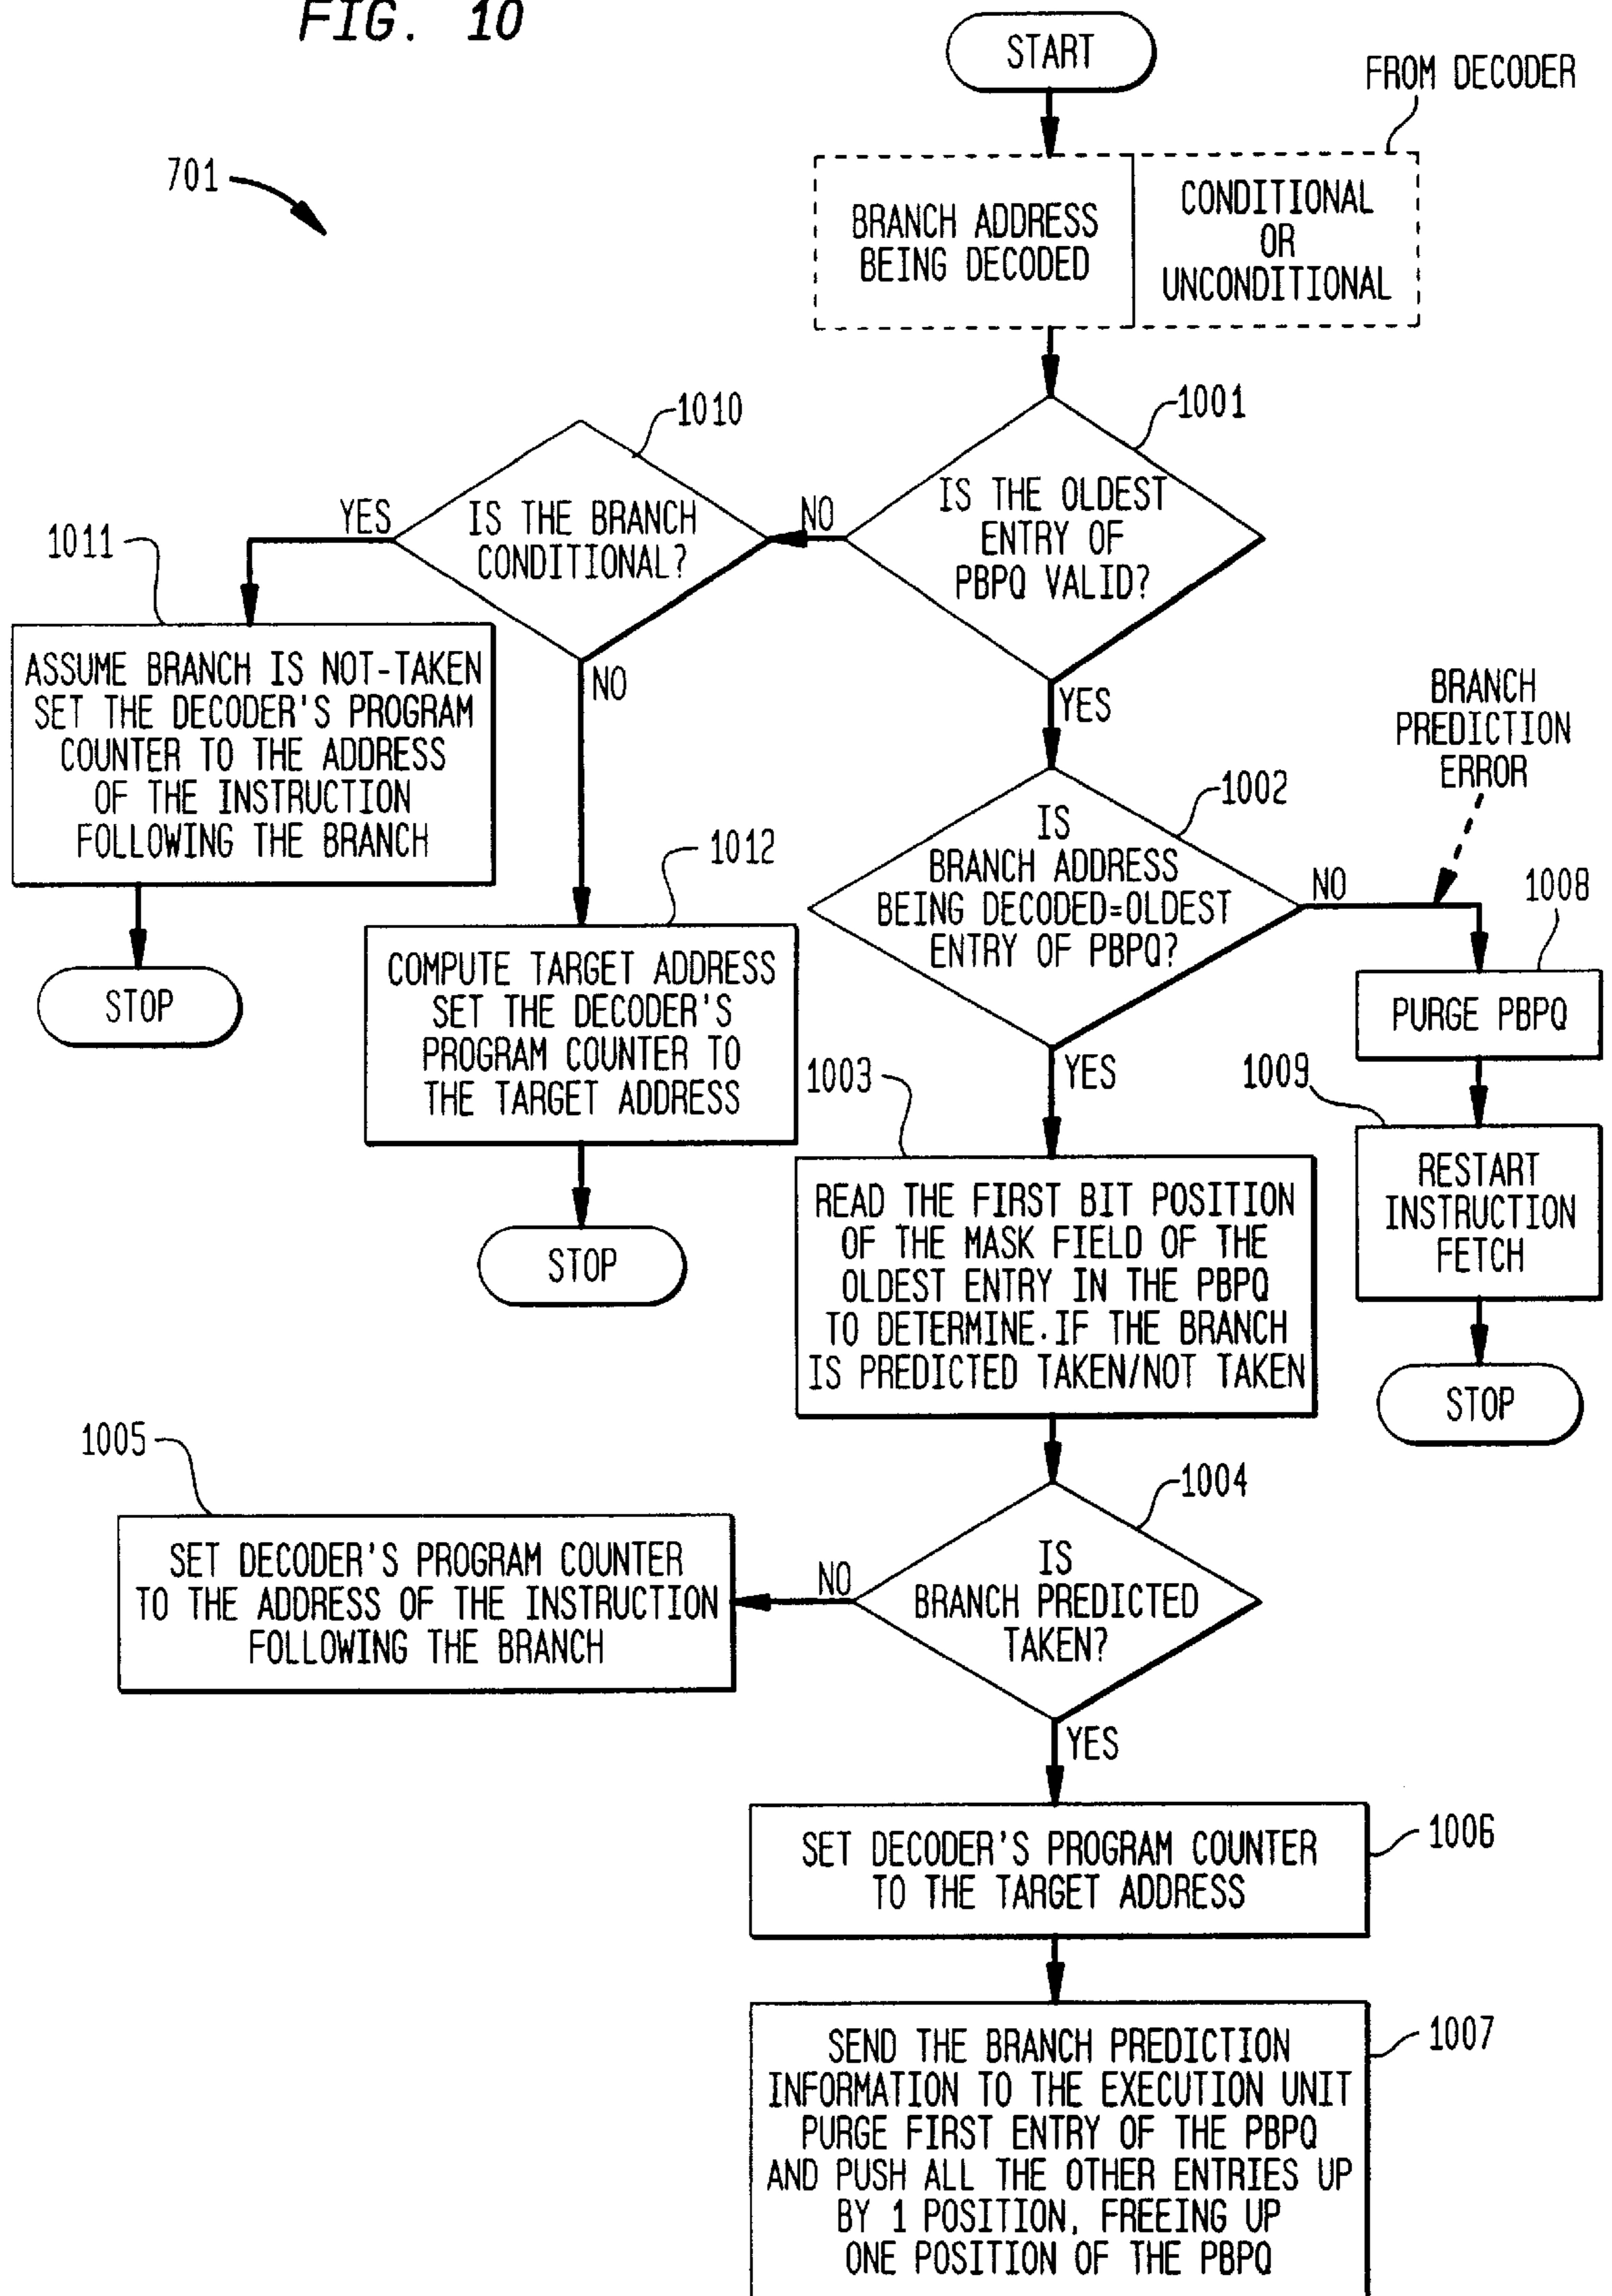 FIG. 10
START
FROM DECODER
701
BRANCH ADDRESS
BEING DECODED
CONDITIONAL
OR
UNCONDITIONAL
1010
1001
IS THE BRANCH
CONDITIONAL?
YES
NO
NO
IS THE OLDEST
ENTRY OF
PBPQ VALID?
YES
1011
ASSUME BRANCH IS NOT-TAKEN
SET THE DECODER'S PROGRAM
COUNTER TO THE ADDRESS
OF THE INSTRUCTION
FOLLOWING THE BRANCH
STOP
1012
COMPUTE TARGET ADDRESS
SET THE DECODER'S
PROGRAM COUNTER TO
THE TARGET ADDRESS
STOP
BRANCH
PREDICTION
ERROR
1002
IS
BRANCH ADDRESS
BEING DECODED=OLDEST
ENTRY OF PBPQ?
NO
YES
1008
PURGE PBPQ
1009
RESTART
INSTRUCTION
FETCH
STOP
1003
READ THE FIRST BIT POSITION
OF THE MASK FIELD OF THE
OLDEST ENTRY IN THE PBPQ
TO DETERMINE.IF THE BRANCH
IS PREDICTED TAKEN/NOT TAKEN
1004
IS
BRANCH PREDICTED
TAKEN?
NO
YES
1005
SET DECODER'S PROGRAM COUNTER
TO THE ADDRESS OF THE INSTRUCTION
FOLLOWING THE BRANCH
1006
SET DECODER'S PROGRAM COUNTER
TO THE TARGET ADDRESS
1007
SEND THE BRANCH PREDICTION
INFORMATION TO THE EXECUTION UNIT
PURGE FIRST ENTRY OF THE PBPQ
AND PUSH ALL THE OTHER ENTRIES UP
BY 1 POSITION, FREEING UP
ONE POSITION OF THE PBPQ